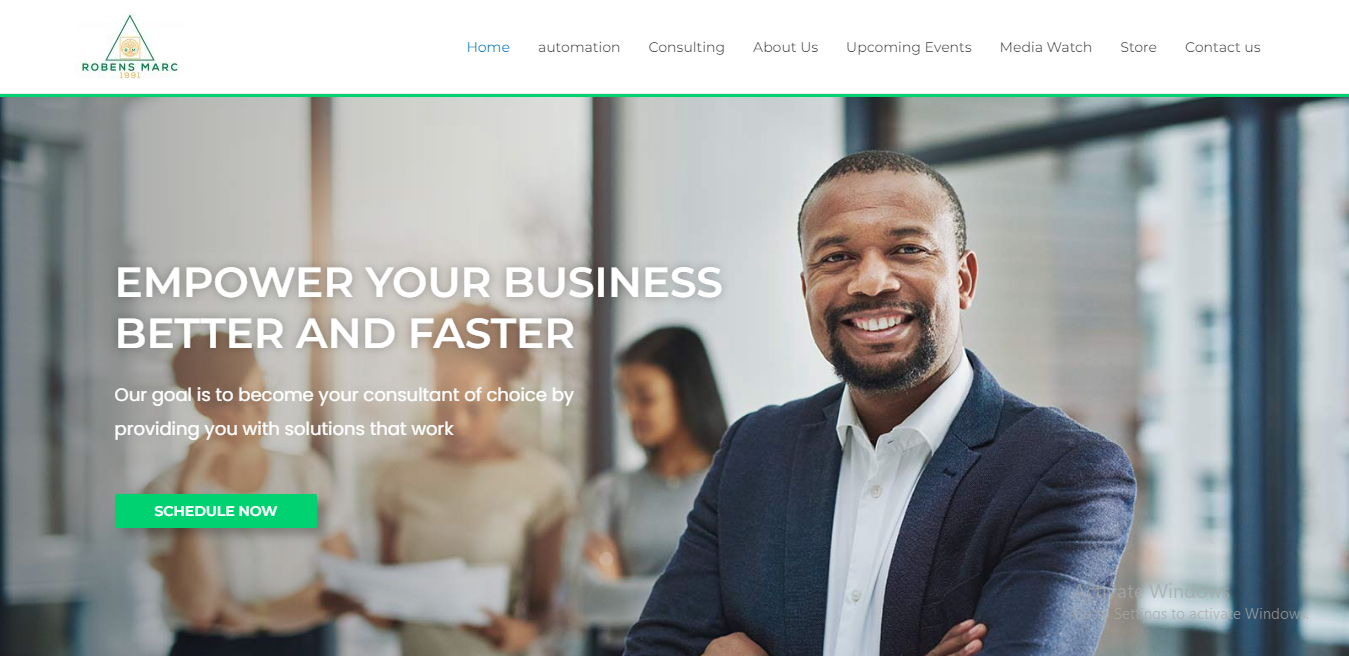 ROBENS MARC
1991
Home automation Consulting About Us Upcoming Events Media Watch Store Contact us
EMPOWER YOUR BUSINESS
BETTER AND FASTER
Our goal is to become your consultant of choice by
providing you with solutions that work
SCHEDULE NOW
Activate Windows
Settings to activate Windows.